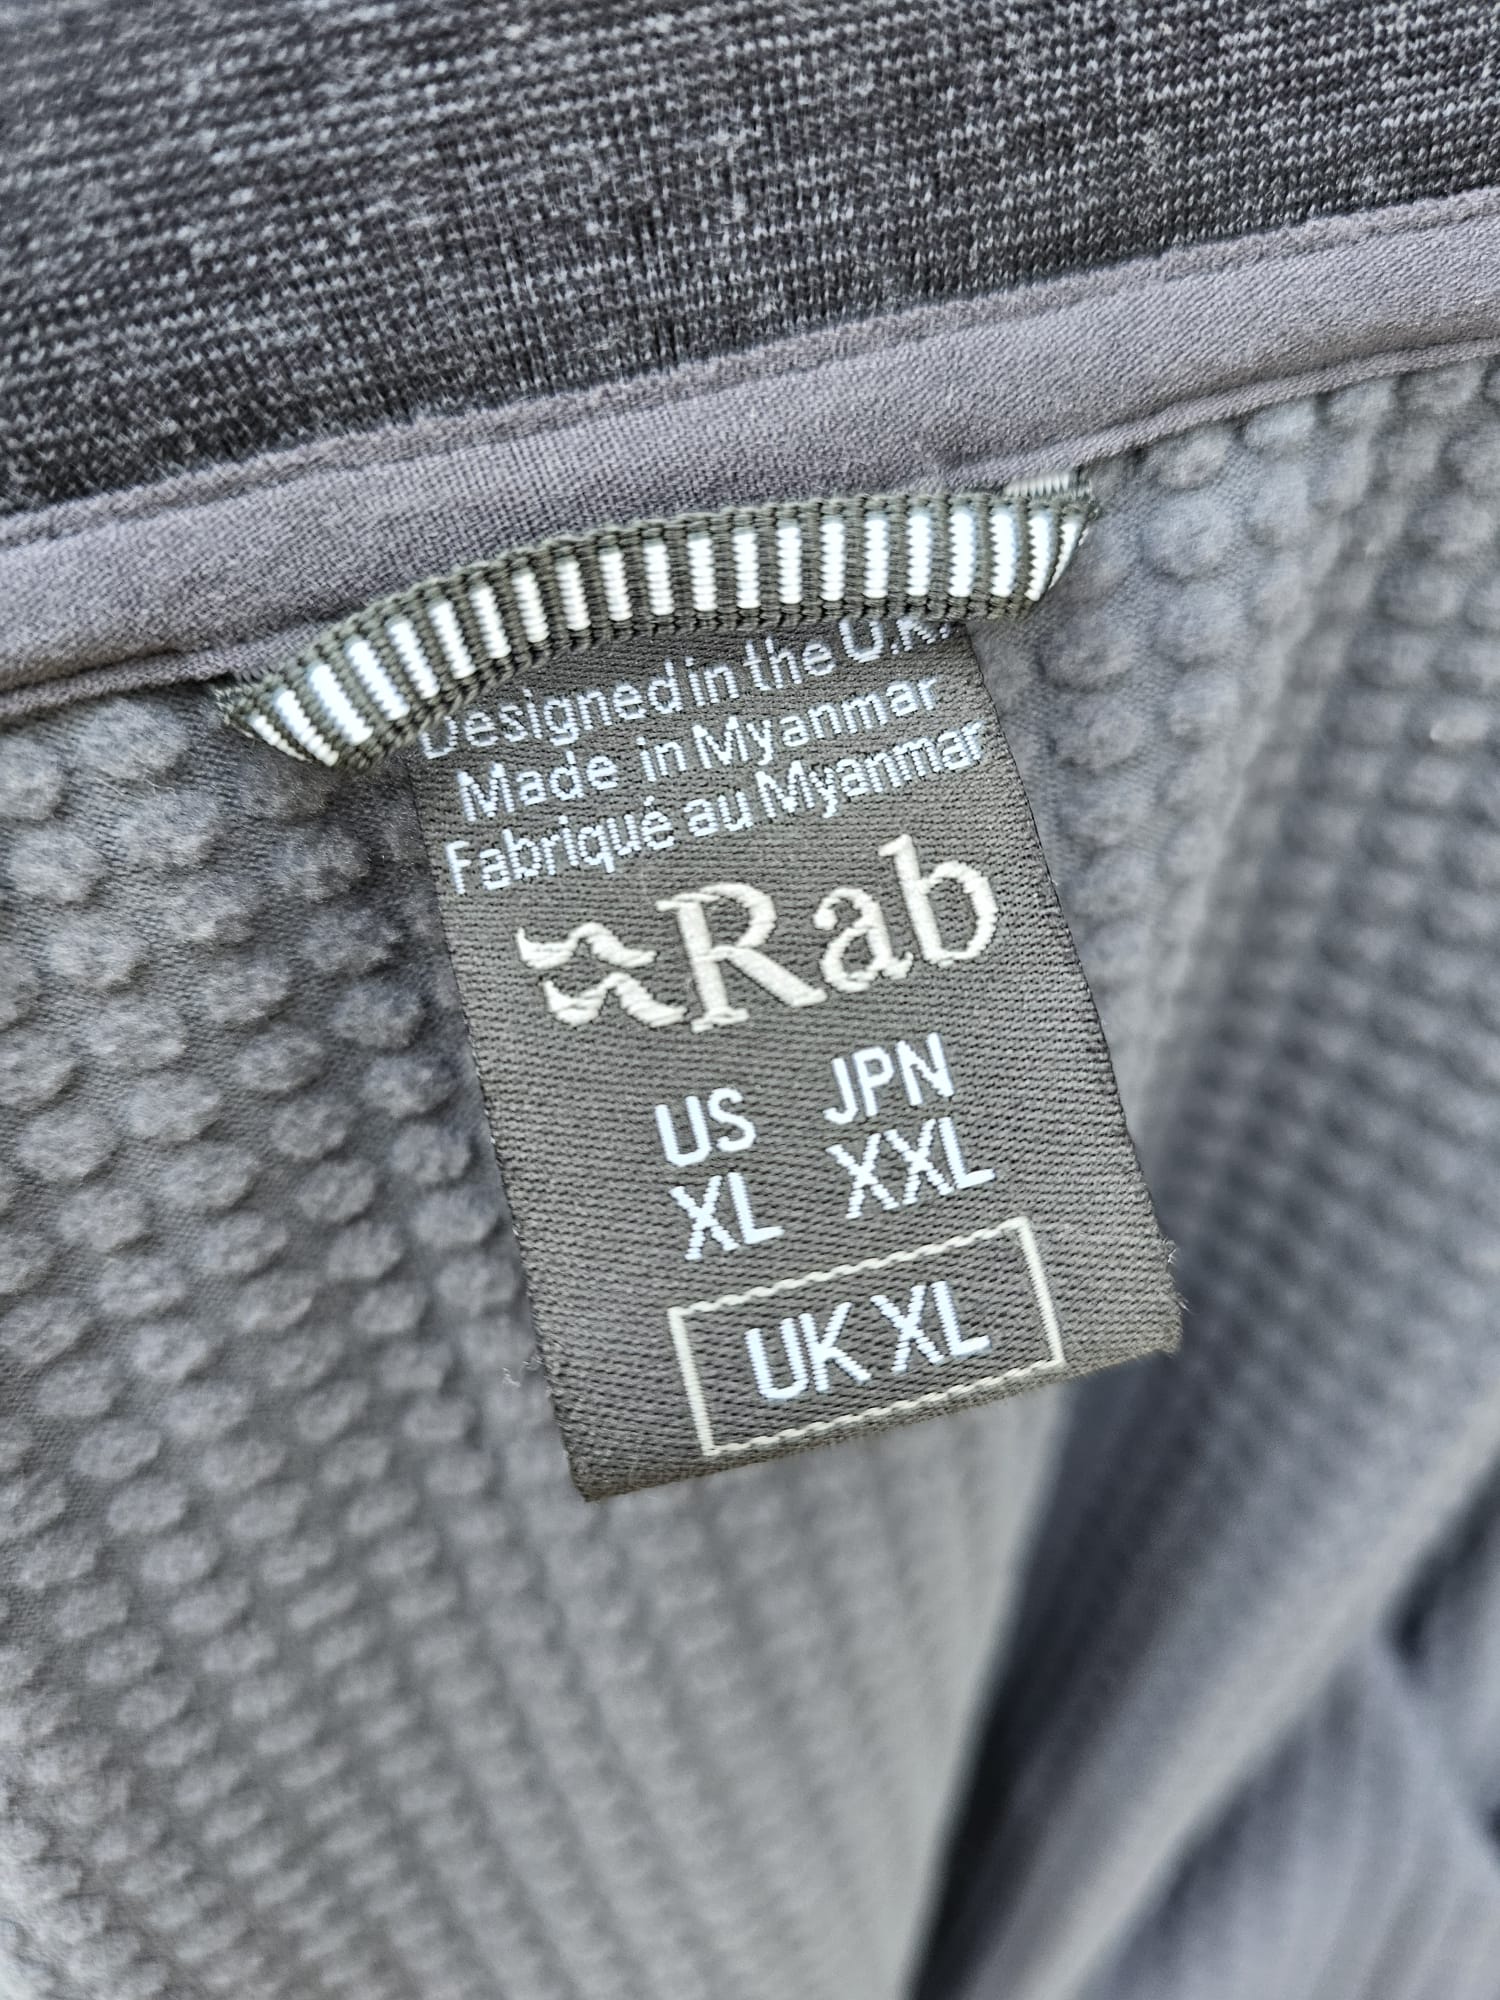 Designed in the U.K.
Made in Myanmar
Fabriqué au Myanmar
Rab
US JPN
XL XXL
UK XL